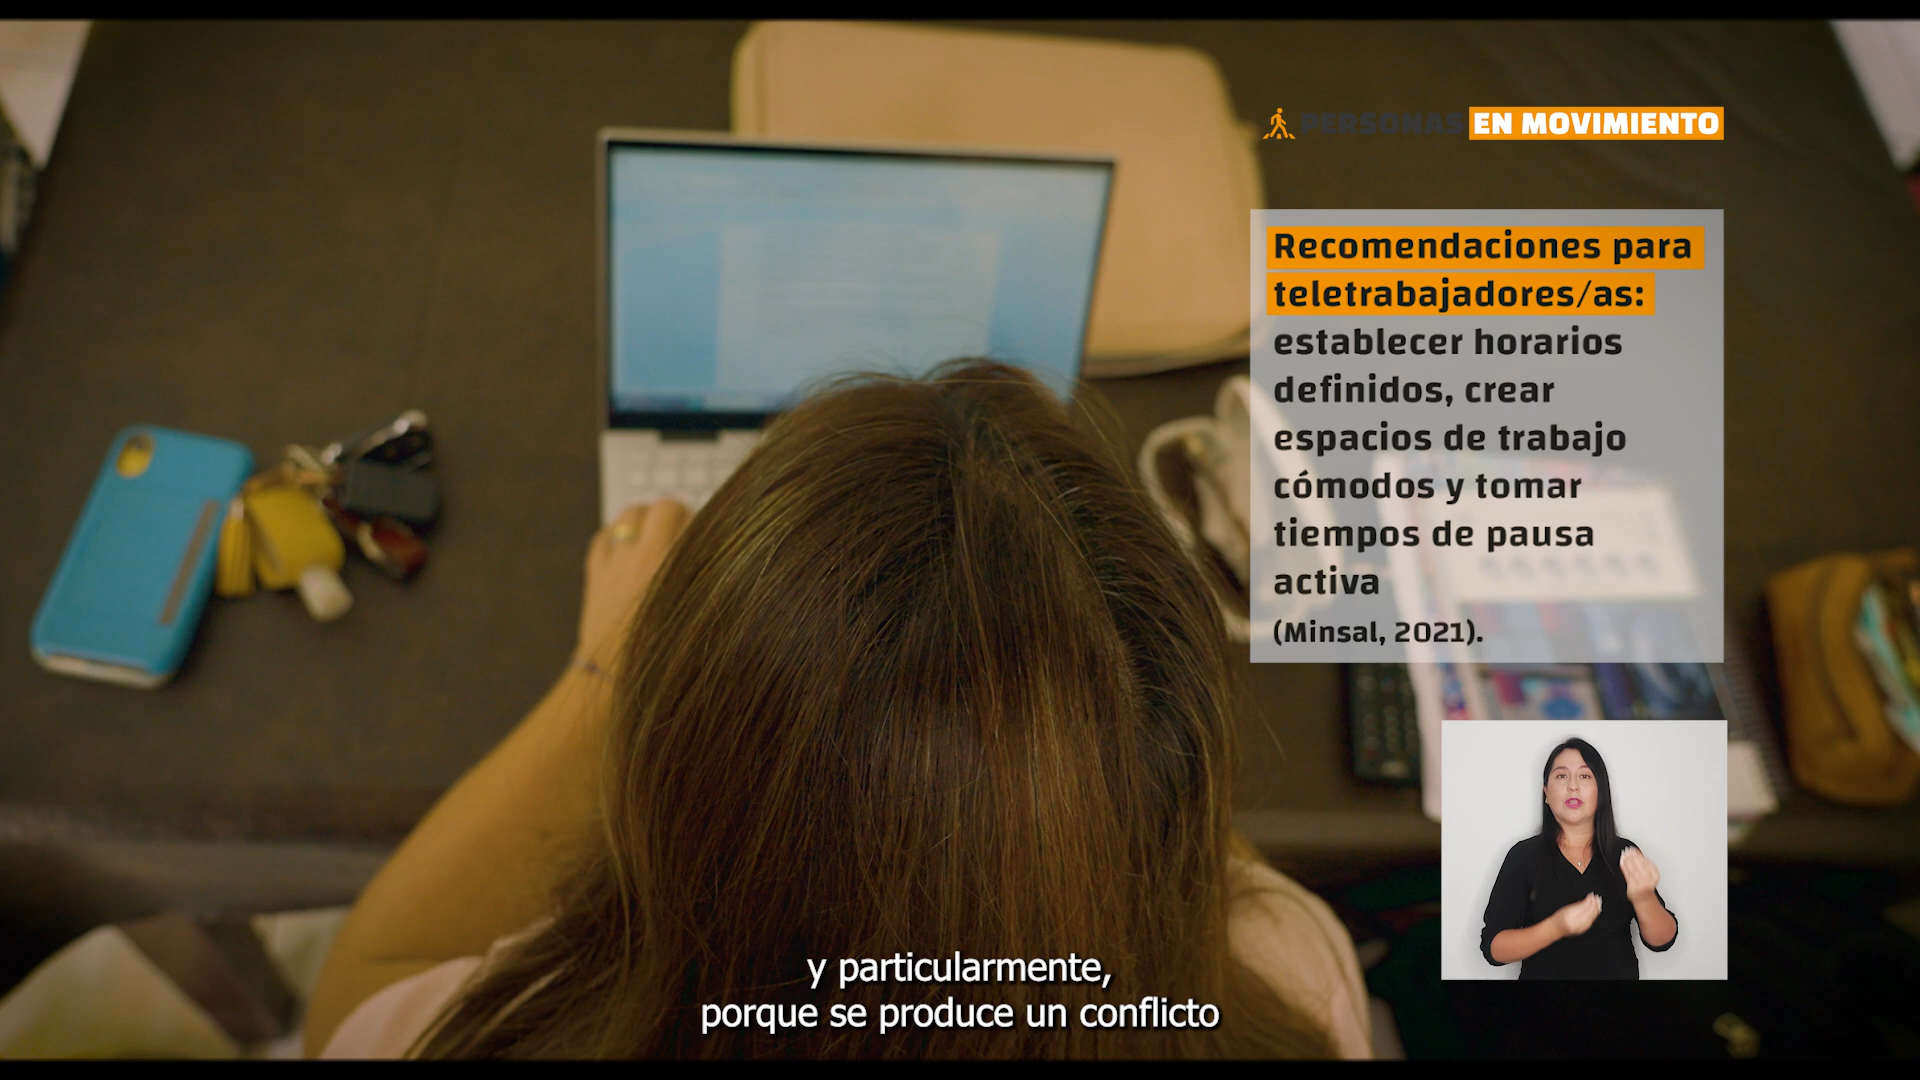 PERSONAS EN MOVIMIENTO
Recomendaciones para
teletrabajadores/as:
establecer horarios
definidos, crear
espacios de trabajo
cómodos y tomar
tiempos de pausa
activa
(Minsal, 2021).
y particularmente,
porque se produce un conflicto